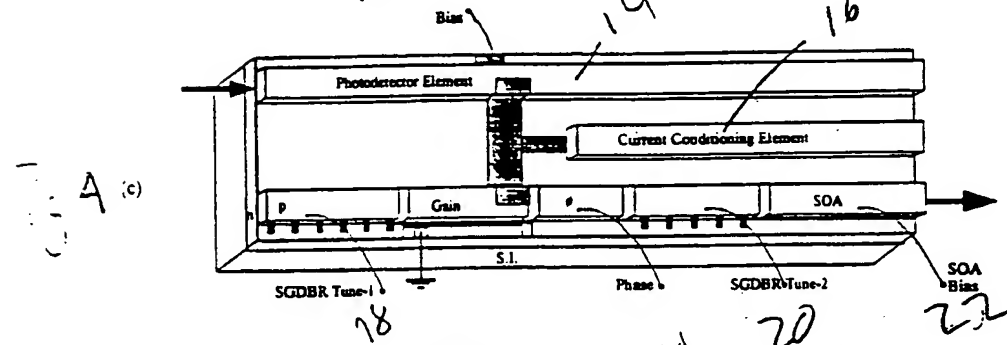 Bias
14
16
Photodetector Element
Current Conditioning Element
A (c)
p
Gain
ø
SOA
S.I.
SGDBR Tune-1
Phase
SGDBR Tune-2
SOA
Bias
18
20
22